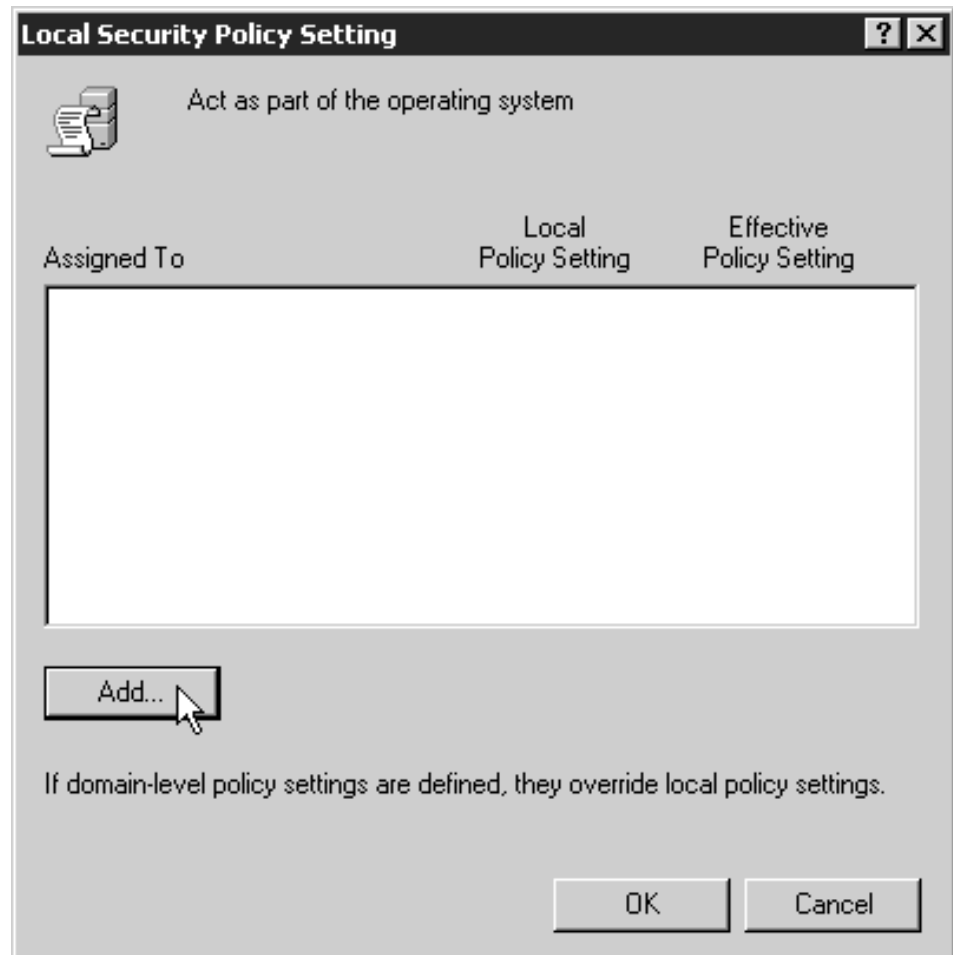 Local Security Policy Setting
Act as part of the operating system
Assigned To
Local
Policy Setting
Effective
Policy Setting
Add...
If domain-level policy settings are defined, they override local policy settings.
OK
Cancel